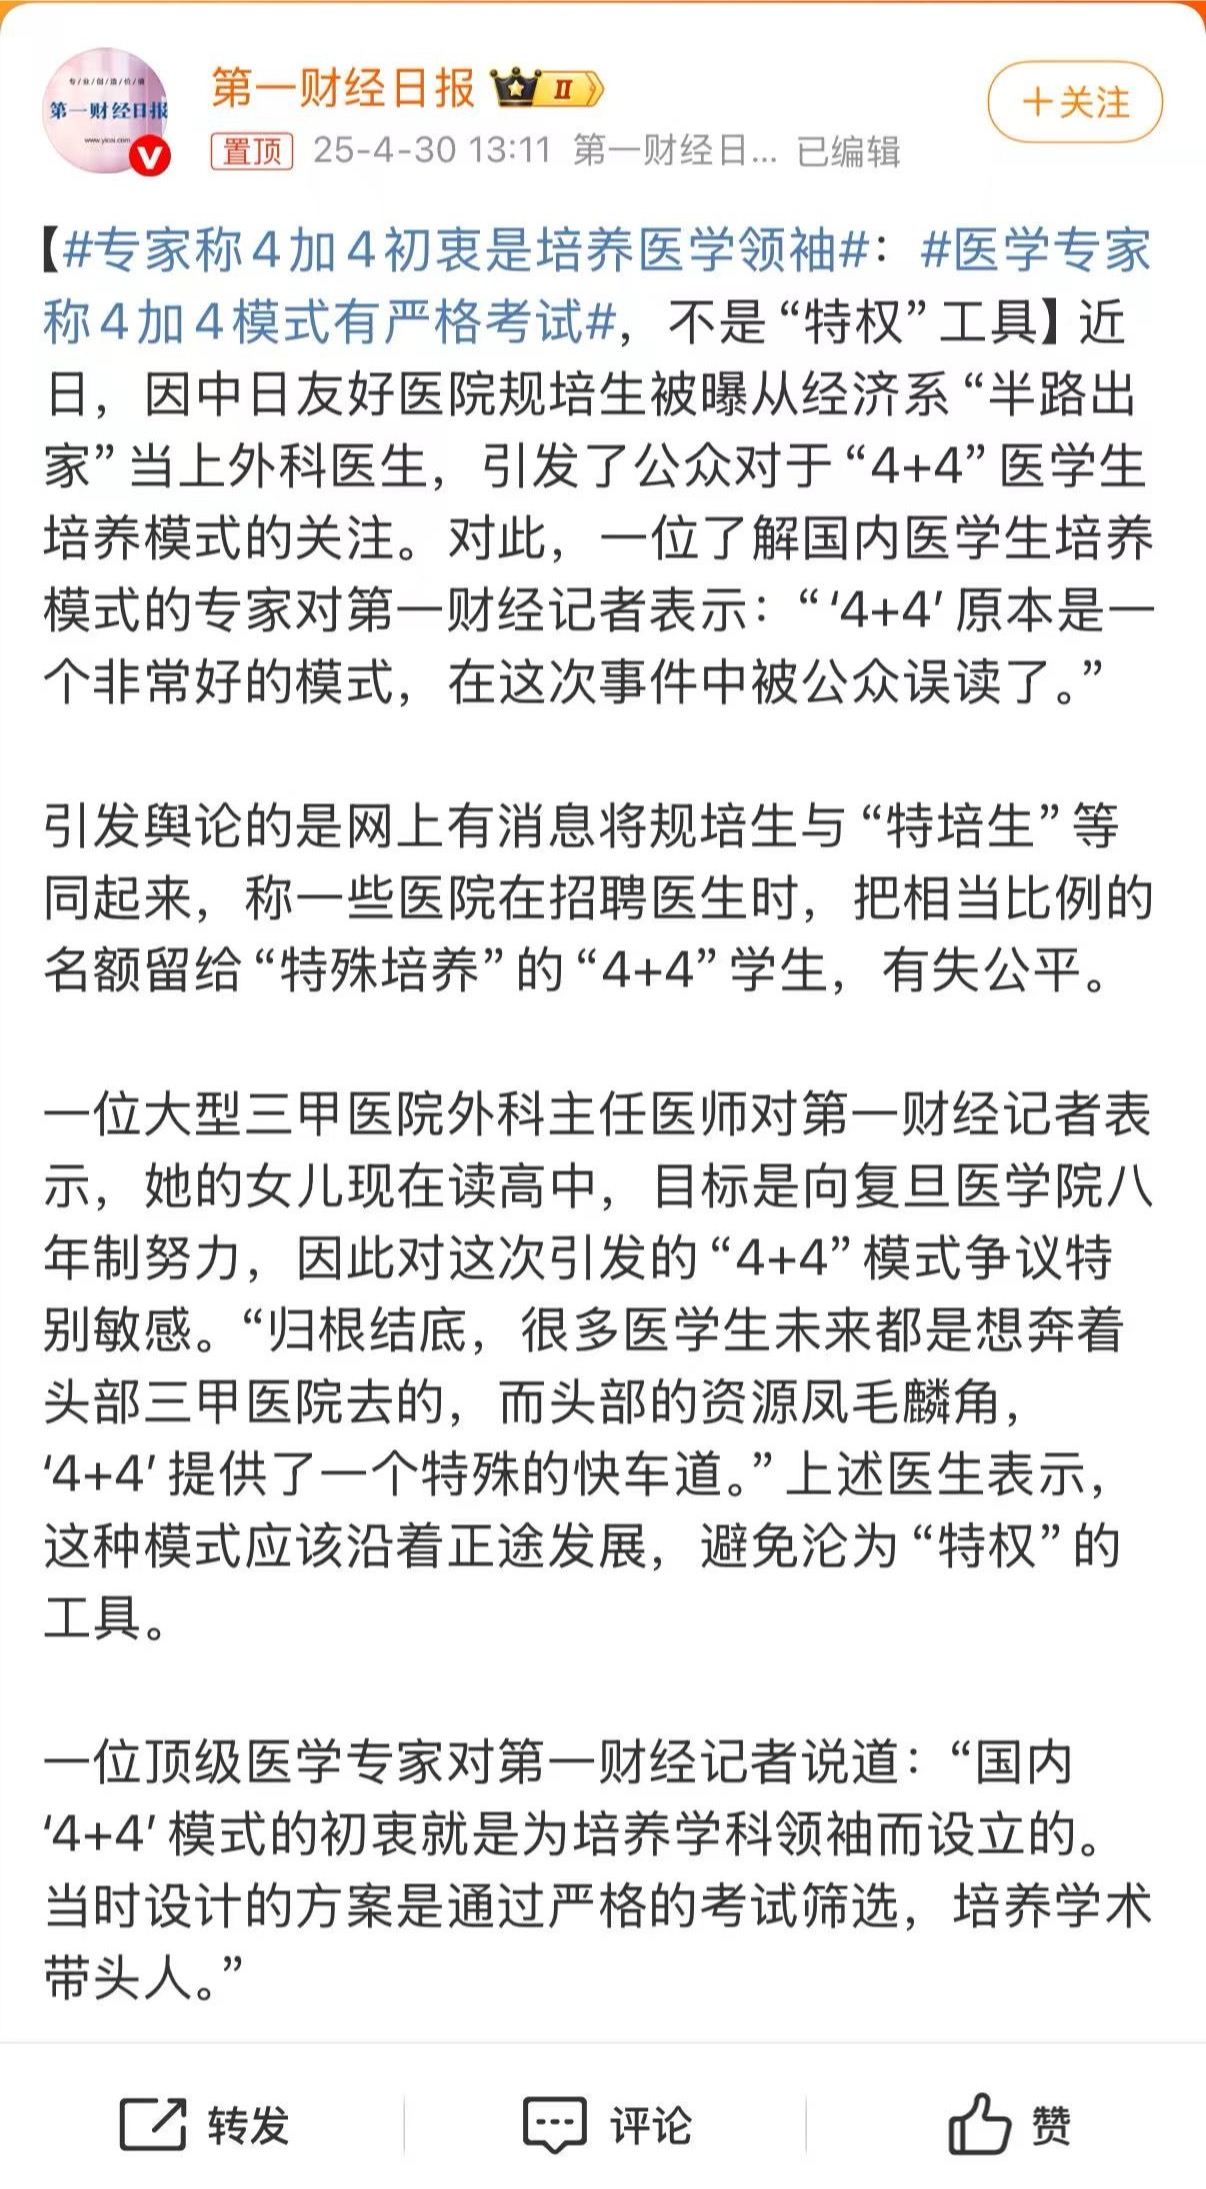 专/业/创/造/价/值
第一财经日报
www.yicai.com
第一财经日报
II
+关注
置顶 25-4-30 13:11 第一财经日... 已编辑
【#专家称4加4初衷是培养医学领袖#：#医学专家
称4加4模式有严格考试#，不是“特权”工具】近
日，因中日友好医院规培生被曝从经济系“半路出
家”当上外科医生，引发了公众对于“4+4”医学生
培养模式的关注。对此，一位了解国内医学生培养
模式的专家对第一财经记者表示：“‘4+4’原本是一
个非常好的模式，在这次事件中被公众误读了。”
引发舆论的是网上有消息将规培生与“特培生”等
同起来，称一些医院在招聘医生时，把相当比例的
名额留给“特殊培养”的“4+4”学生，有失公平。
一位大型三甲医院外科主任医师对第一财经记者表
示，她的女儿现在读高中，目标是向复旦医学院八
年制努力，因此对这次引发的“4+4”模式争议特
别敏感。“归根结底，很多医学生未来都是想奔着
头部三甲医院去的，而头部的资源凤毛麟角，
‘4+4’提供了一个特殊的快车道。”上述医生表示，
这种模式应该沿着正途发展，避免沦为“特权”的
工具。
一位顶级医学专家对第一财经记者说道：“国内
‘4+4’模式的初衷就是为培养学科领袖而设立的。
当时设计的方案是通过严格的考试筛选，培养学术
带头人。”
转发 评论 赞